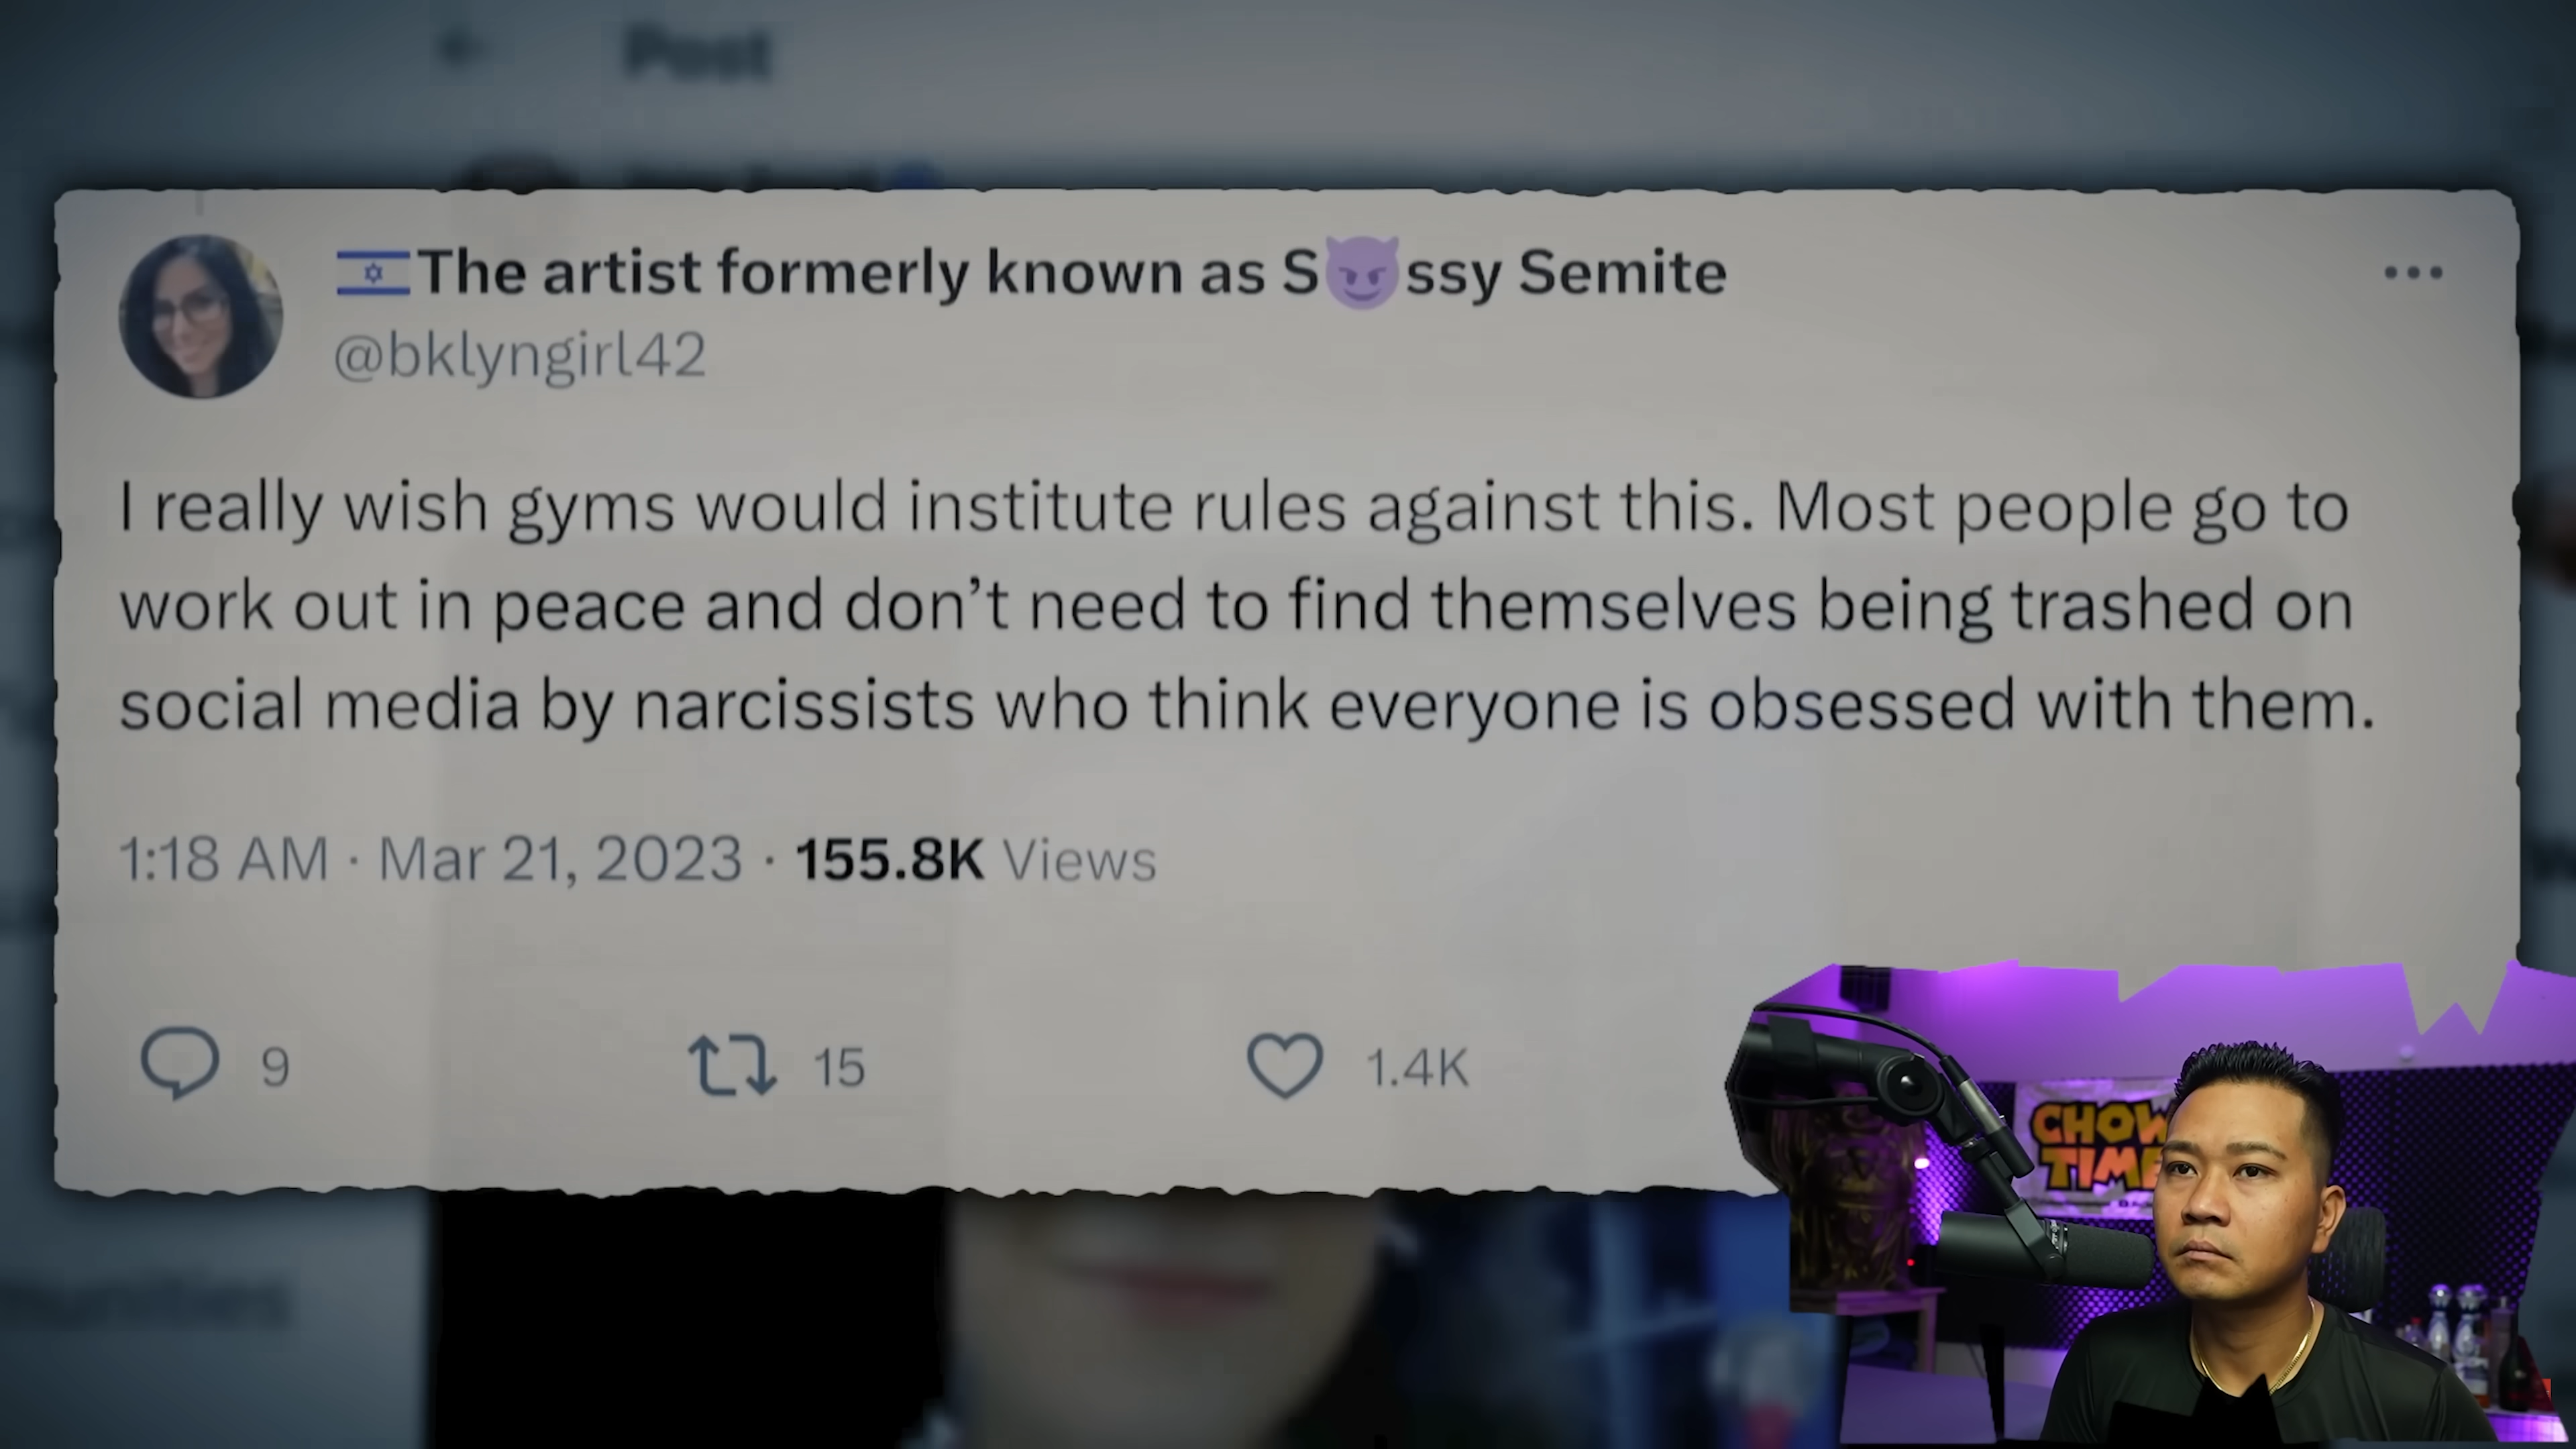 Post
🇮🇱The artist formerly known as S😈ssy Semite
@bklyngirl42
I really wish gyms would institute rules against this. Most people go to
work out in peace and don’t need to find themselves being trashed on
social media by narcissists who think everyone is obsessed with them.
1:18 AM · Mar 21, 2023 · 155.8K Views
9 15 1.4K
CHOW
TIME